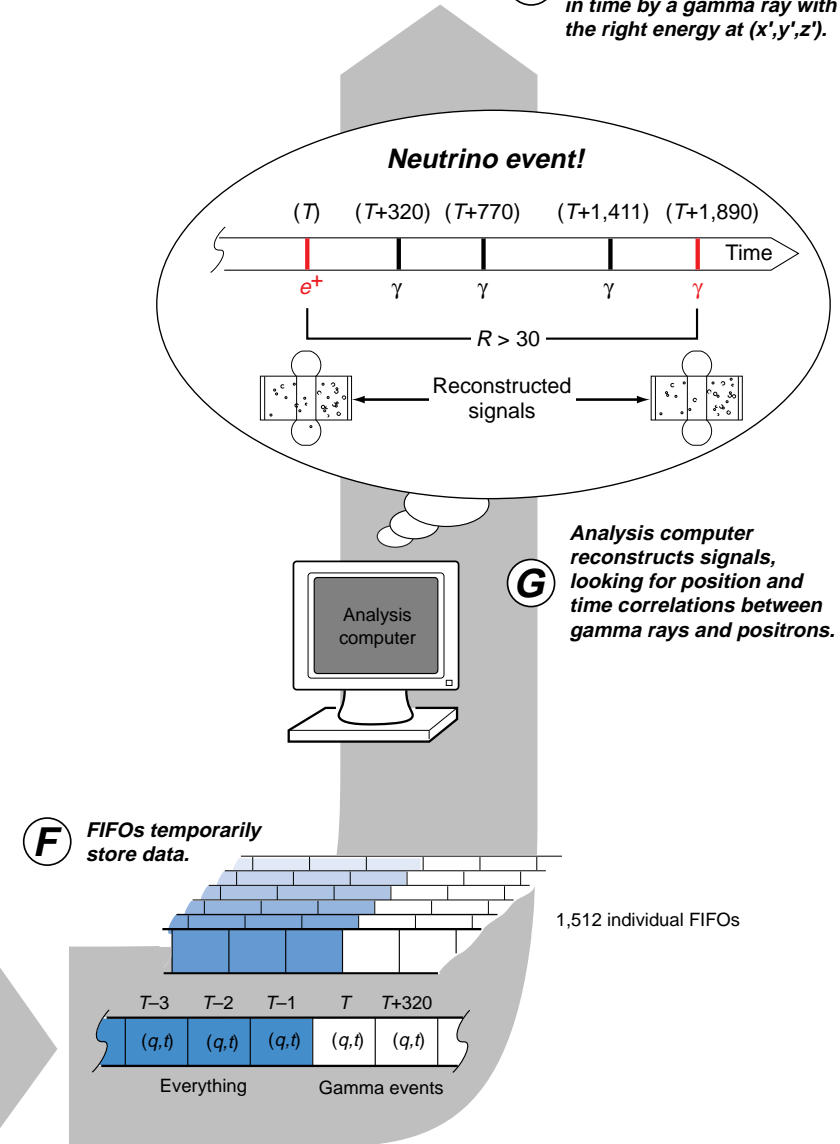 in time by a gamma ray with
the right energy at (x',y',z').
Neutrino event!
(T) (T+320) (T+770) (T+1,411) (T+1,890)
Time
e+ γ γ γ γ
R > 30
Reconstructed
signals
Analysis computer
reconstructs signals,
looking for position and
time correlations between
gamma rays and positrons.
G
Analysis
computer
F
FIFOs temporarily
store data.
1,512 individual FIFOs
T–3 T–2 T–1 T T+320
(q,t) (q,t) (q,t) (q,t) (q,t)
Everything Gamma events